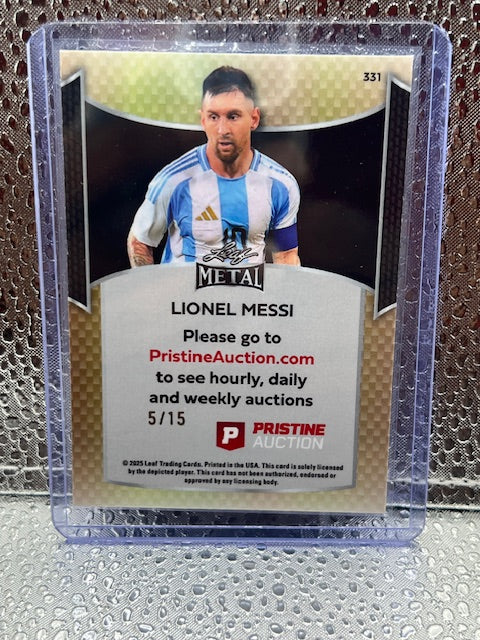 331
10
Leaf
METAL
LIONEL MESSI
Please go to
PristineAuction.com
to see hourly, daily
and weekly auctions
5/15
P PRISTINE
AUCTION
© 2025 Leaf Trading Cards. Printed in the USA. This card is solely licensed
by the depicted player. This card has not been authorized, endorsed or
approved by any licensing body.